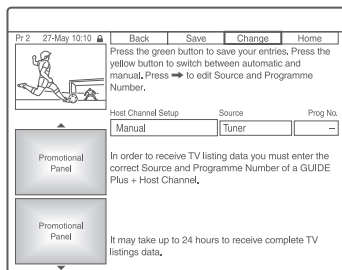 Pr 2 27-May 10:10 Back Save Change Home
Press the green button to save your entries. Press the
yellow button to switch between automatic and
manual. Press ➡ to edit Source and Programme
Number.
Host Channel Setup Source Prog No.
Manual Tuner –
Promotional
Panel
In order to receive TV listing data you must enter the
correct Source and Programme Number of a GUIDE
Plus + Host Channel.
Promotional
Panel
It may take up to 24 hours to receive complete TV
listings data.